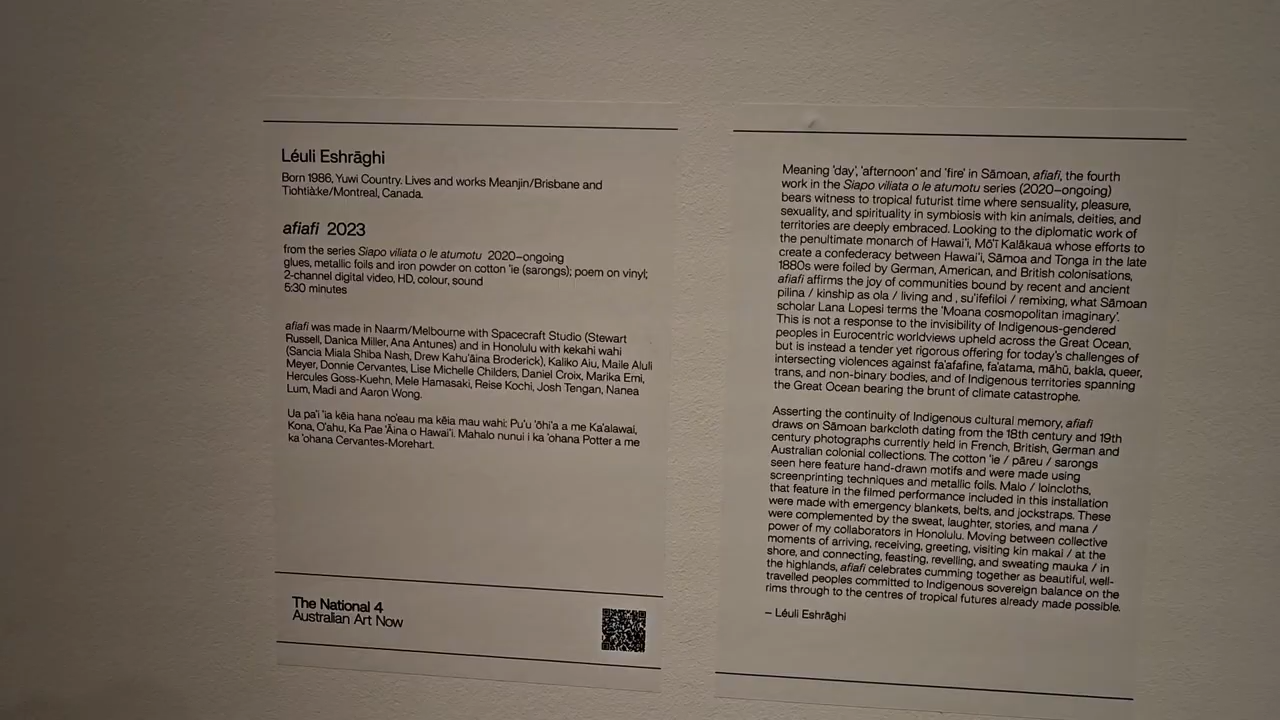 Léuli Eshrāghi
Born 1986, Yuwi Country. Lives and works Meanjin/Brisbane and
Tiohtià:ke/Montreal, Canada.
afiafi 2023
from the series Siapo viliata o le atumotu 2020–ongoing
glues, metallic foils and iron powder on cotton 'ie (sarongs); poem on vinyl;
2-channel digital video, HD, colour, sound
5:30 minutes
afiafi was made in Naarm/Melbourne with Spacecraft Studio (Stewart
Russell, Danica Miller, Ana Antunes) and in Honolulu with kekahi wahi
(Sancia Miala Shiba Nash, Drew Kahu'āina Broderick), Kaliko Aiu, Maile Aluli
Meyer, Donnie Cervantes, Lise Michelle Childers, Daniel Croix, Marika Emi,
Hercules Goss-Kuehn, Mele Hamasaki, Reise Kochi, Josh Tengan, Nanea
Lum, Madi and Aaron Wong.
Ua pa'i 'ia kēia hana no'eau ma kēia mau wahi: Pu'u 'ōhi'a a me Ka'alawai,
Kona, O'ahu, Ka Pae 'Āina o Hawai'i. Mahalo nunui i ka 'ohana Potter a me
ka 'ohana Cervantes-Morehart.
The National 4
Australian Art Now
Meaning 'day', 'afternoon' and 'fire' in Sāmoan, afiafi, the fourth
work in the Siapo viliata o le atumotu series (2020–ongoing)
bears witness to tropical futurist time where sensuality, pleasure,
sexuality, and spirituality in symbiosis with kin animals, deities, and
territories are deeply embraced. Looking to the diplomatic work of
the penultimate monarch of Hawai'i, Mō'ī Kalākaua whose efforts to
create a confederacy between Hawai'i, Sāmoa and Tonga in the late
1880s were foiled by German, American, and British colonisations,
afiafi affirms the joy of communities bound by recent and ancient
pilina / kinship as ola / living and , su'ifefiloi / remixing, what Sāmoan
scholar Lana Lopesi terms the 'Moana cosmopolitan imaginary'.
This is not a response to the invisibility of Indigenous-gendered
peoples in Eurocentric worldviews upheld across the Great Ocean,
but is instead a tender yet rigorous offering for today's challenges of
intersecting violences against fa'afafine, fa'atama, māhū, bakla, queer,
trans, and non-binary bodies, and of Indigenous territories spanning
the Great Ocean bearing the brunt of climate catastrophe.
Asserting the continuity of Indigenous cultural memory, afiafi
draws on Sāmoan barkcloth dating from the 18th century and 19th
century photographs currently held in French, British, German and
Australian colonial collections. The cotton 'ie / pāreu / sarongs
seen here feature hand-drawn motifs and were made using
screenprinting techniques and metallic foils. Malo / loincloths,
that feature in the filmed performance included in this installation
were made with emergency blankets, belts, and jockstraps. These
were complemented by the sweat, laughter, stories, and mana /
power of my collaborators in Honolulu. Moving between collective
moments of arriving, receiving, greeting, visiting kin makai / at the
shore, and connecting, feasting, revelling, and sweating mauka / in
the highlands, afiafi celebrates cumming together as beautiful, well-
travelled peoples committed to Indigenous sovereign balance on the
rims through to the centres of tropical futures already made possible.
– Léuli Eshrāghi